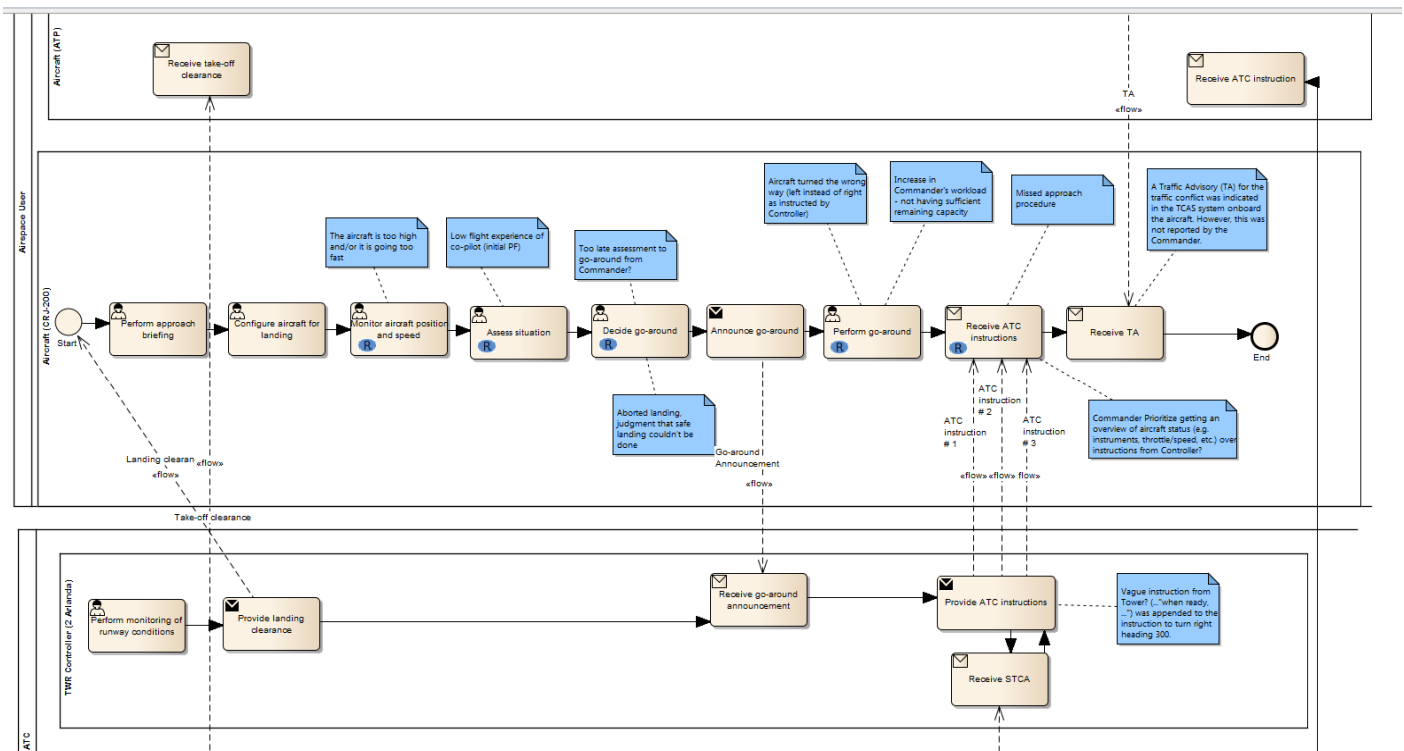 Aircraft (ATP)
Receive take-off
clearance
Receive ATC instruction
TA
«flow»
Airspace User
Aircraft (CRJ-200)
The aircraft is too high
and/or it is going too
fast
Low flight experience of
co-pilot (initial PF)
Too late assessment to
go-around from
Commander?
Aircraft turned the wrong
way (left instead of right
as instructed by
Controller)
Increase in
Commander's workload
- not having sufficient
remaining capacity
Missed approach
procedure
A Traffic Advisory (TA) for the
traffic conflict was indicated
in the TCAS system onboard
the aircraft. However, this was
not reported by the
Commander.
Start
Perform approach
briefing
Configure aircraft for
landing
Monitor aircraft position
and speed
R
Assess situation
R
Decide go-around
R
Announce go-around
Perform go-around
R
Receive ATC
instructions
R
Receive TA
End
Aborted landing,
judgment that safe
landing couldn't be
done
Commander Prioritize getting an
overview of aircraft status (e.g.
instruments, throttle/speed, etc.) over
instructions from Controller?
ATC
instruction
# 1
ATC
instruction
# 2
ATC
instruction
# 3
«flow»
«flow»
flow»
Landing clearan
«flow»
«flow»
Go-around
Announcement
«flow»
Take-off clearance
ATC
TWR Controller (2 Arlanda)
Perform monitoring of
runway conditions
Provide landing
clearance
Receive go-around
announcement
Provide ATC instructions
Vague instruction from
Tower? (..."when ready,
...") was appended to the
instruction to turn right
heading 300.
Receive STCA